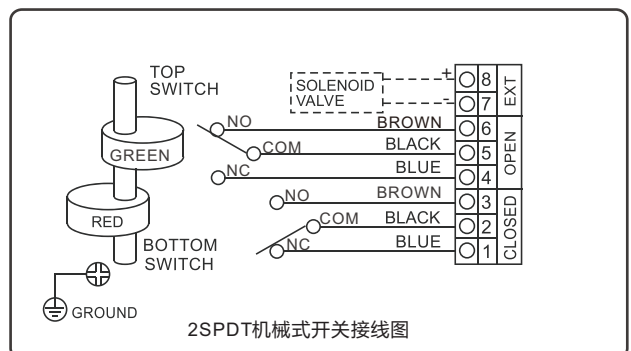 TOP
SWITCH
GREEN
RED
BOTTOM
SWITCH
GROUND
SOLENOID
VALVE
+
-
NO
COM
NC
BROWN
BLACK
BLUE
NO
COM
NC
BROWN
BLACK
BLUE
8
7
6
5
4
3
2
1
EXT
OPEN
CLOSED
2SPDT机械式开关接线图